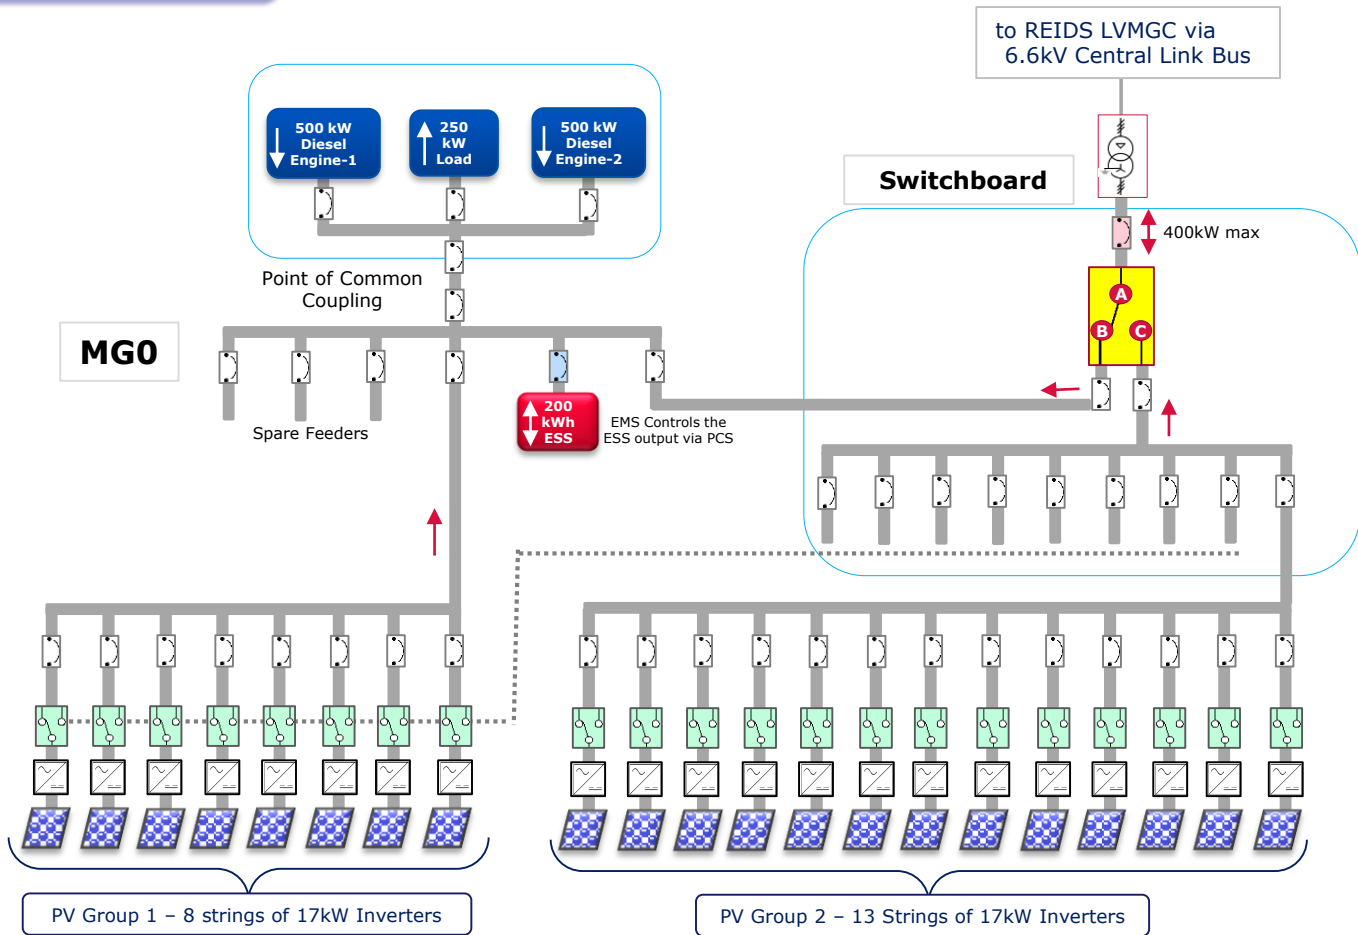 to REIDS LVMGC via
6.6kV Central Link Bus
500 kW
Diesel
Engine-1
250
kW
Load
500 kW
Diesel
Engine-2
Switchboard
400kW max
Point of Common
Coupling
A
B
C
MG0
200
kWh
ESS
EMS Controls the
ESS output via PCS
Spare Feeders
PV Group 1 – 8 strings of 17kW Inverters
PV Group 2 – 13 Strings of 17kW Inverters